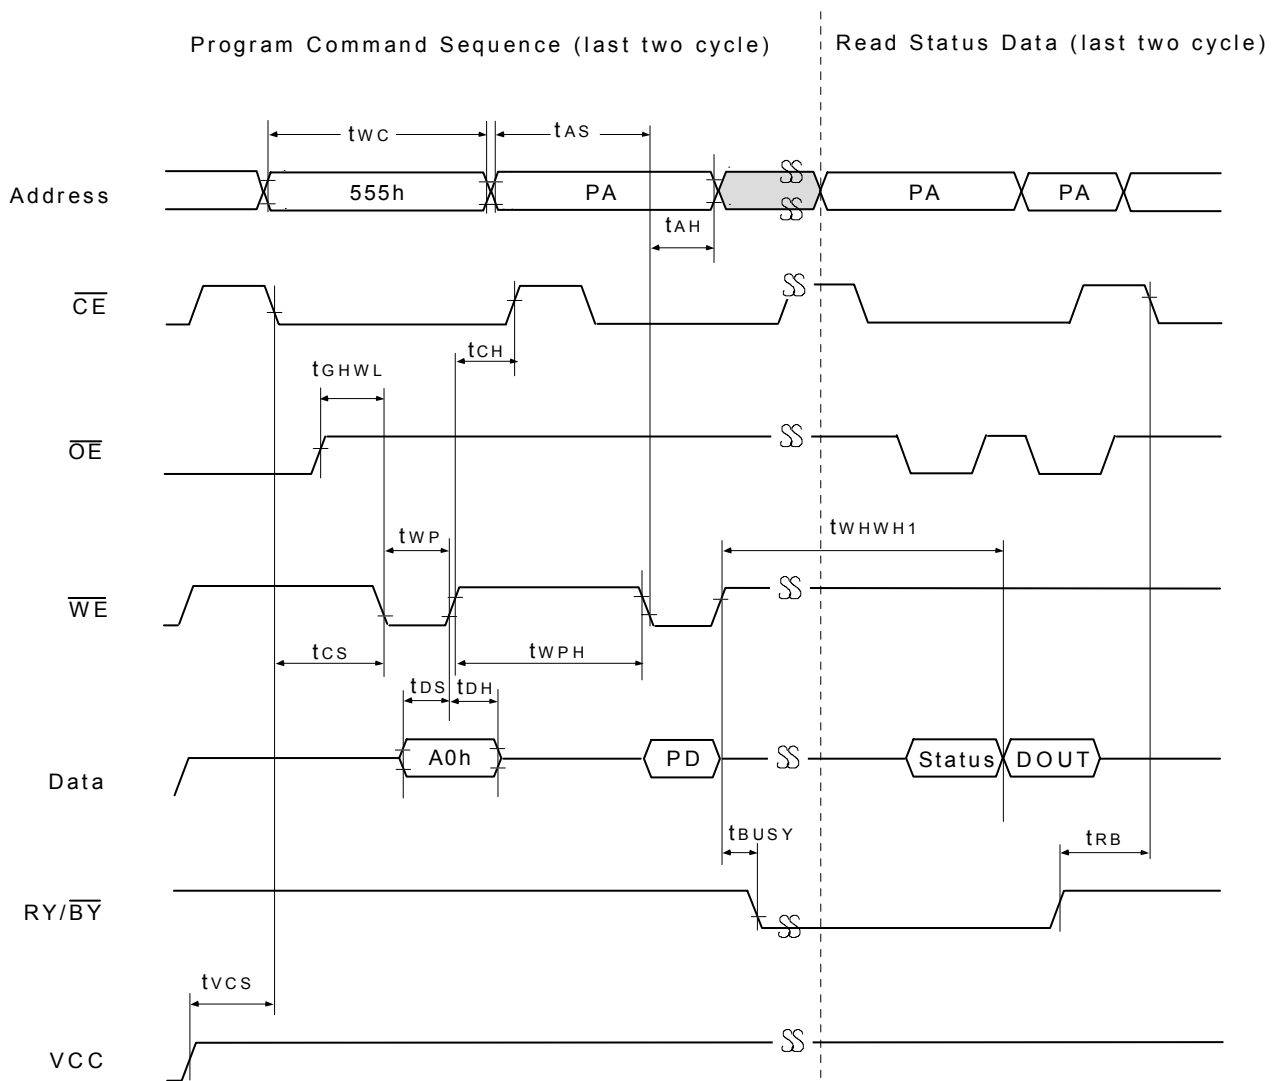 Program Command Sequence (last two cycle)
Read Status Data (last two cycle)
tWC
tAS
Address
555h
PA
PA
PA
tAH
CE
tCH
tGHWL
OE
tWP
tWHWH1
WE
tCS
tWPH
tDS
tDH
Data
A0h
PD
Status
DOUT
tBUSY
tRB
RY/BY
tVCS
VCC